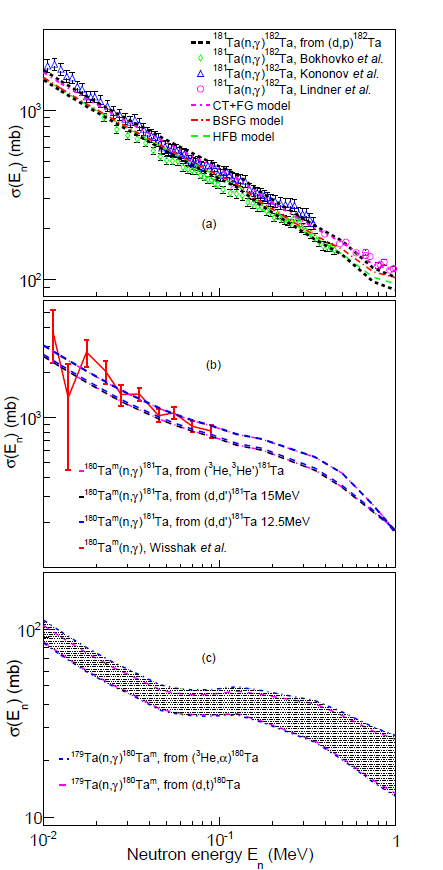 ¹⁸¹Ta(n,γ)¹⁸²Ta, from (d,p)¹⁸²Ta
¹⁸¹Ta(n,γ)¹⁸²Ta, Bokhovko et al.
¹⁸¹Ta(n,γ)¹⁸²Ta, Kononov et al.
¹⁸¹Ta(n,γ)¹⁸²Ta, Lindner et al.
CT+FG model
BSFG model
HFB model
10³
10²
σ(Eₙ) (mb)
(a)
(b)
10³
σ(Eₙ) (mb)
¹⁸⁰Taᵐ(n,γ)¹⁸¹Ta, from (³He,³He')¹⁸¹Ta
¹⁸⁰Taᵐ(n,γ)¹⁸¹Ta, from (d,d')¹⁸¹Ta 15MeV
¹⁸⁰Taᵐ(n,γ)¹⁸¹Ta, from (d,d')¹⁸¹Ta 12.5MeV
¹⁸⁰Taᵐ(n,γ), Wisshak et al.
10²
(c)
σ(Eₙ) (mb)
¹⁷⁹Ta(n,γ)¹⁸⁰Taᵐ, from (³He,α)¹⁸⁰Ta
¹⁷⁹Ta(n,γ)¹⁸⁰Taᵐ, from (d,t)¹⁸⁰Ta
10
10⁻² 10⁻¹ 1
Neutron energy Eₙ (MeV)